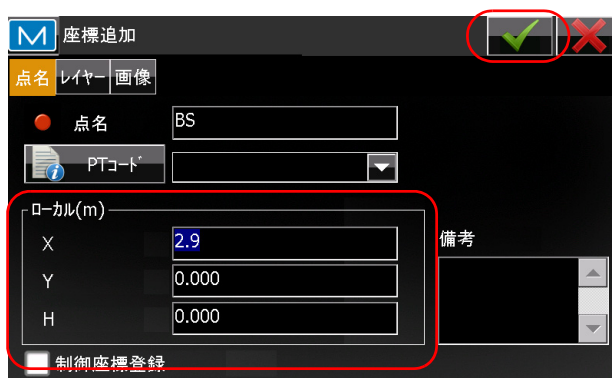 M 座標追加
点名 レイヤー 画像
点名 BS
PTコード
ローカル(m)
X 2.9
Y 0.000
H 0.000
備考
制御座標登録